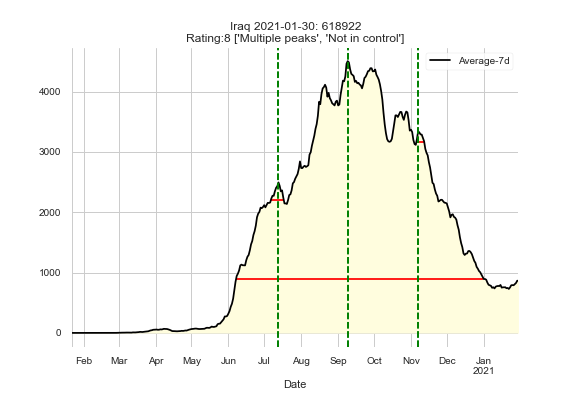 Iraq 2021-01-30: 618922
Rating:8 ['Multiple peaks', 'Not in control']
Average-7d
4000
3000
2000
1000
0
Feb Mar Apr May Jun Jul Aug Sep Oct Nov Dec Jan
2021
Date